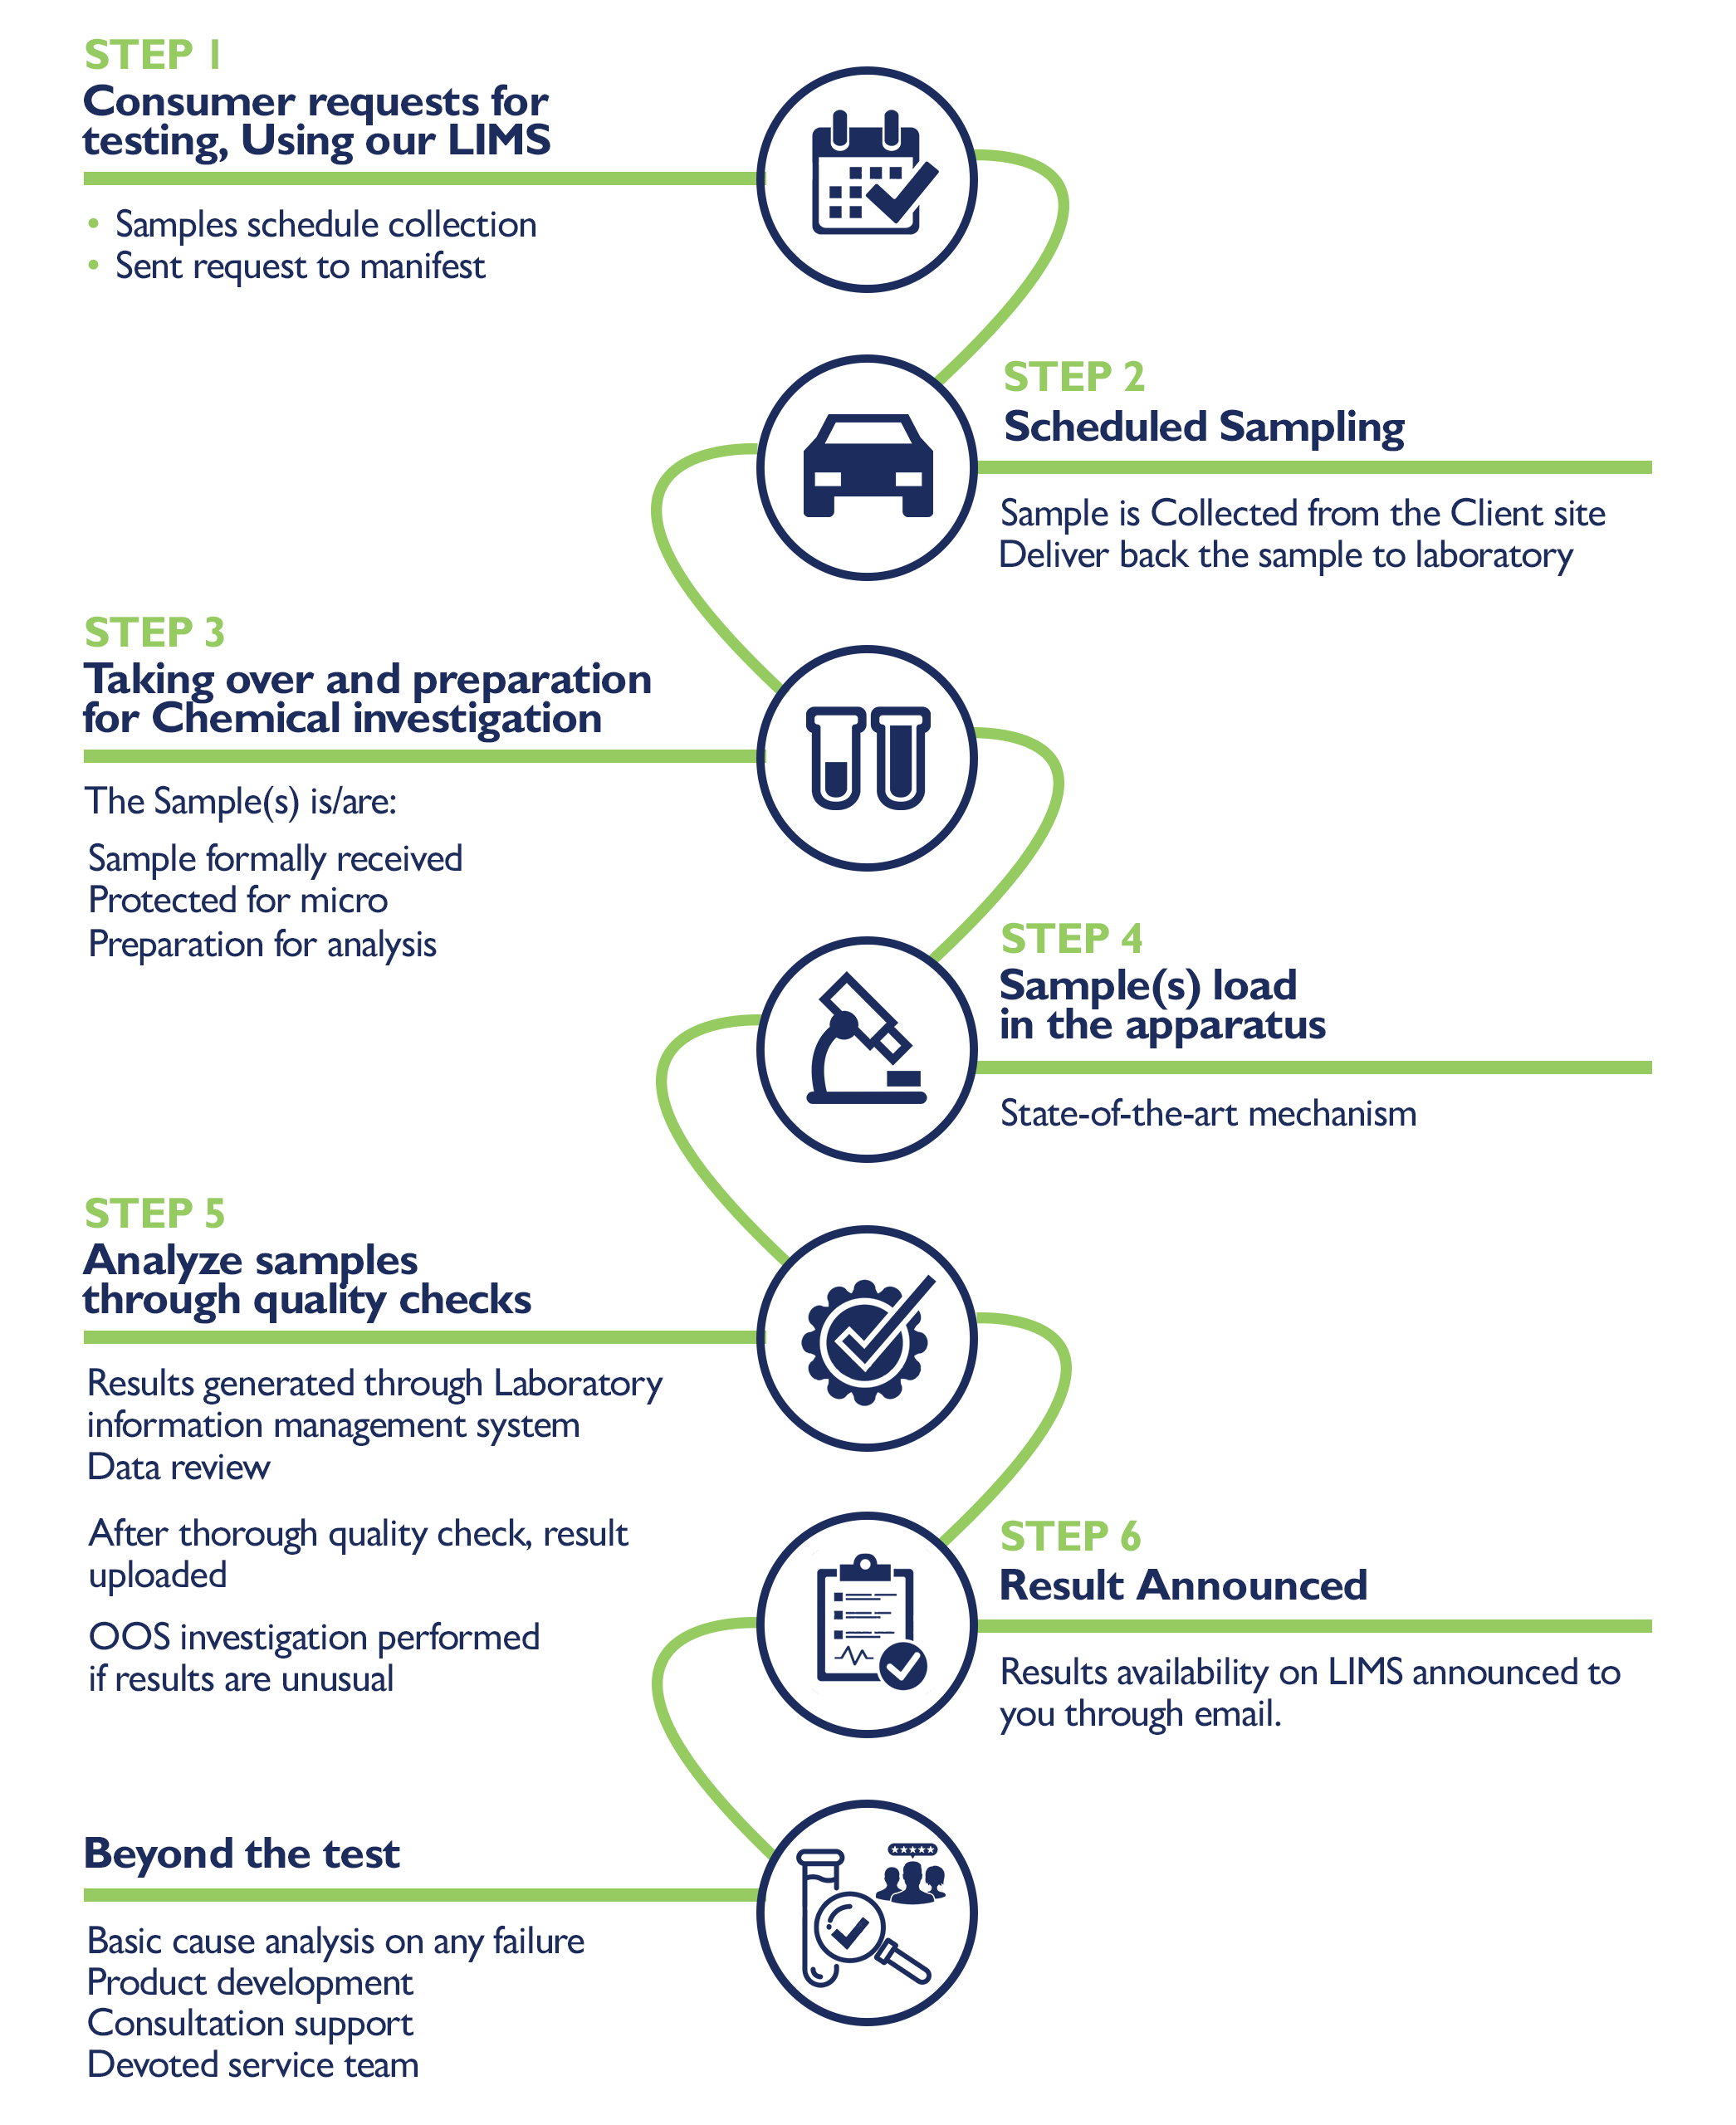 STEP 1
Consumer requests for
testing, Using our LIMS
• Samples schedule collection
• Sent request to manifest
STEP 2
Scheduled Sampling
Sample is Collected from the Client site
Deliver back the sample to laboratory
STEP 3
Taking over and preparation
for Chemical investigation
The Sample(s) is/are:
Sample formally received
Protected for micro
Preparation for analysis
STEP 4
Sample(s) load
in the apparatus
State-of-the-art mechanism
STEP 5
Analyze samples
through quality checks
Results generated through Laboratory
information management system
Data review
After thorough quality check, result
uploaded
OOS investigation performed
if results are unusual
STEP 6
Result Announced
Results availability on LIMS announced to
you through email.
Beyond the test
Basic cause analysis on any failure
Product development
Consultation support
Devoted service team